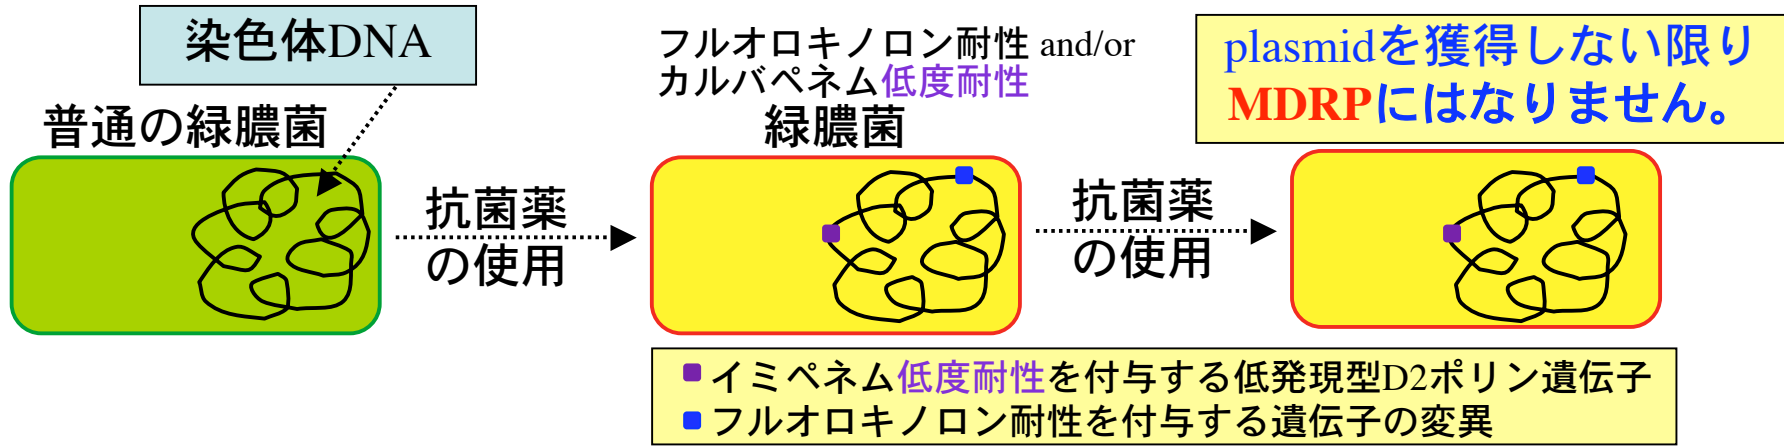 染色体DNA
普通の緑膿菌
抗菌薬
の使用
フルオロキノロン耐性 and/or
カルバペネム低度耐性
緑膿菌
抗菌薬
の使用
plasmidを獲得しない限り
MDRPにはなりません。
イミペネム低度耐性を付与する低発現型D2ポリン遺伝子
フルオロキノロン耐性を付与する遺伝子の変異